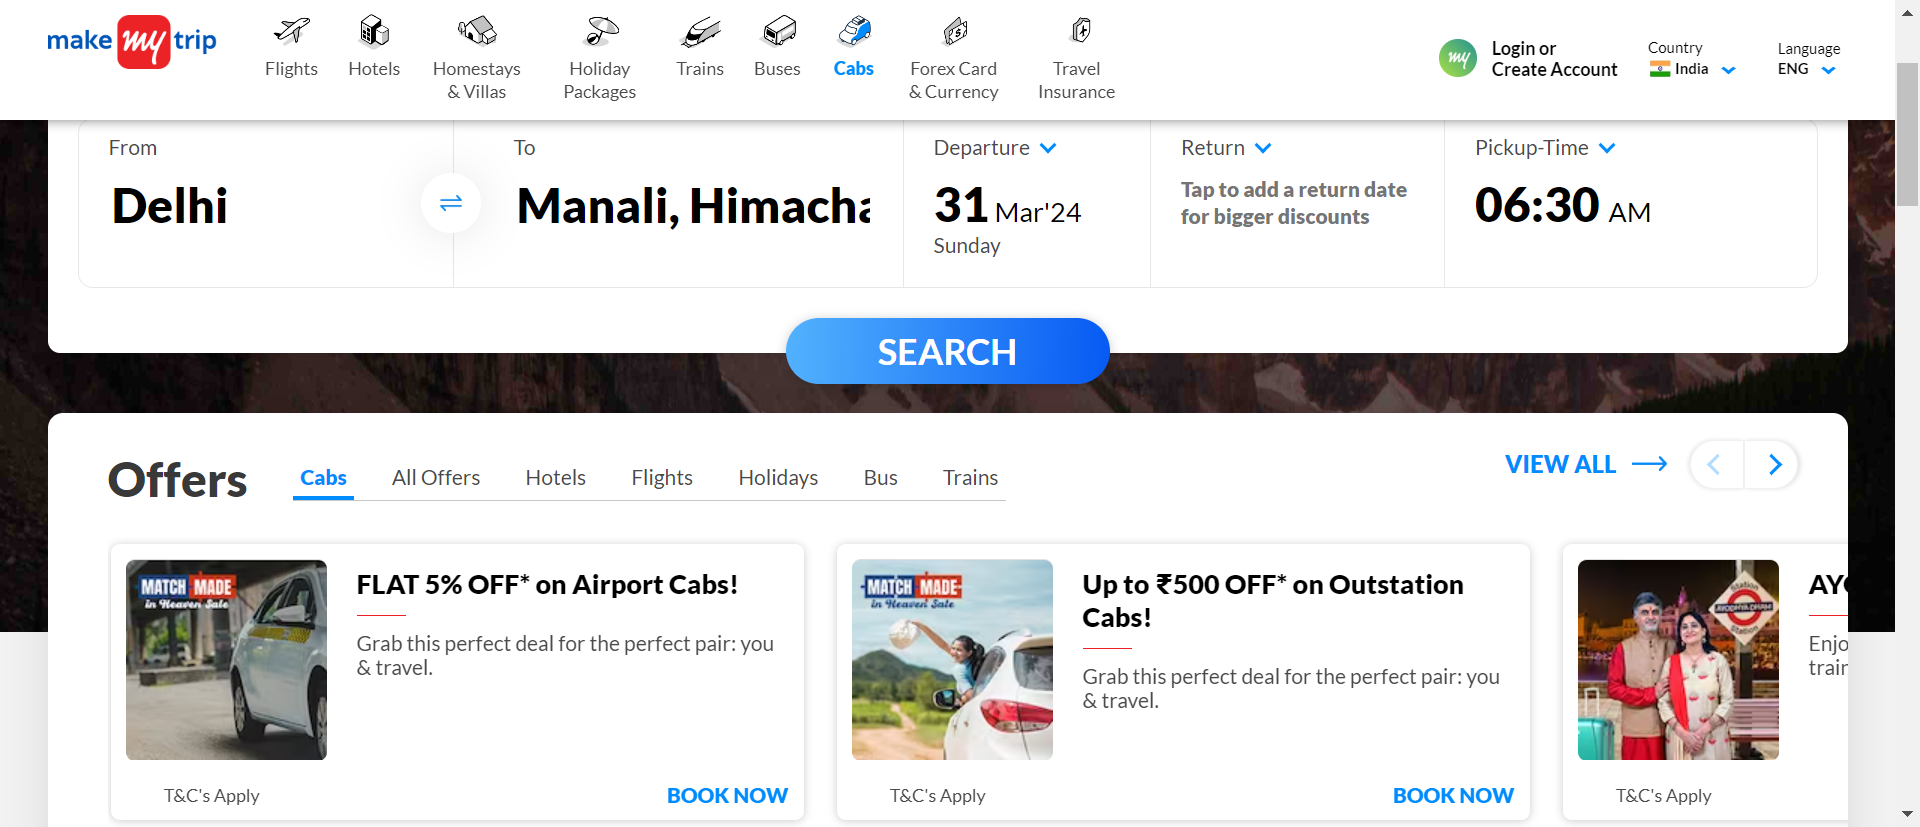 make my trip
Flights
Hotels
Homestays
& Villas
Holiday
Packages
Trains
Buses
Cabs
Forex Card
& Currency
Travel
Insurance
my
Login or
Create Account
Country
India
Language
ENG
From
Delhi
To
Manali, Himacha
Departure
31 Mar'24
Sunday
Return
Tap to add a return date
for bigger discounts
Pickup-Time
06:30 AM
SEARCH
Offers
Cabs
All Offers
Hotels
Flights
Holidays
Bus
Trains
VIEW ALL
MATCH MADE
in Heaven Sale
FLAT 5% OFF* on Airport Cabs!
Grab this perfect deal for the perfect pair: you
& travel.
T&C's Apply
BOOK NOW
MATCH MADE
in Heaven Sale
Up to ₹500 OFF* on Outstation
Cabs!
Grab this perfect deal for the perfect pair: you
& travel.
T&C's Apply
BOOK NOW
Station
AYODHYA DHAM
Station
AYO
Enjo
train
T&C's Apply